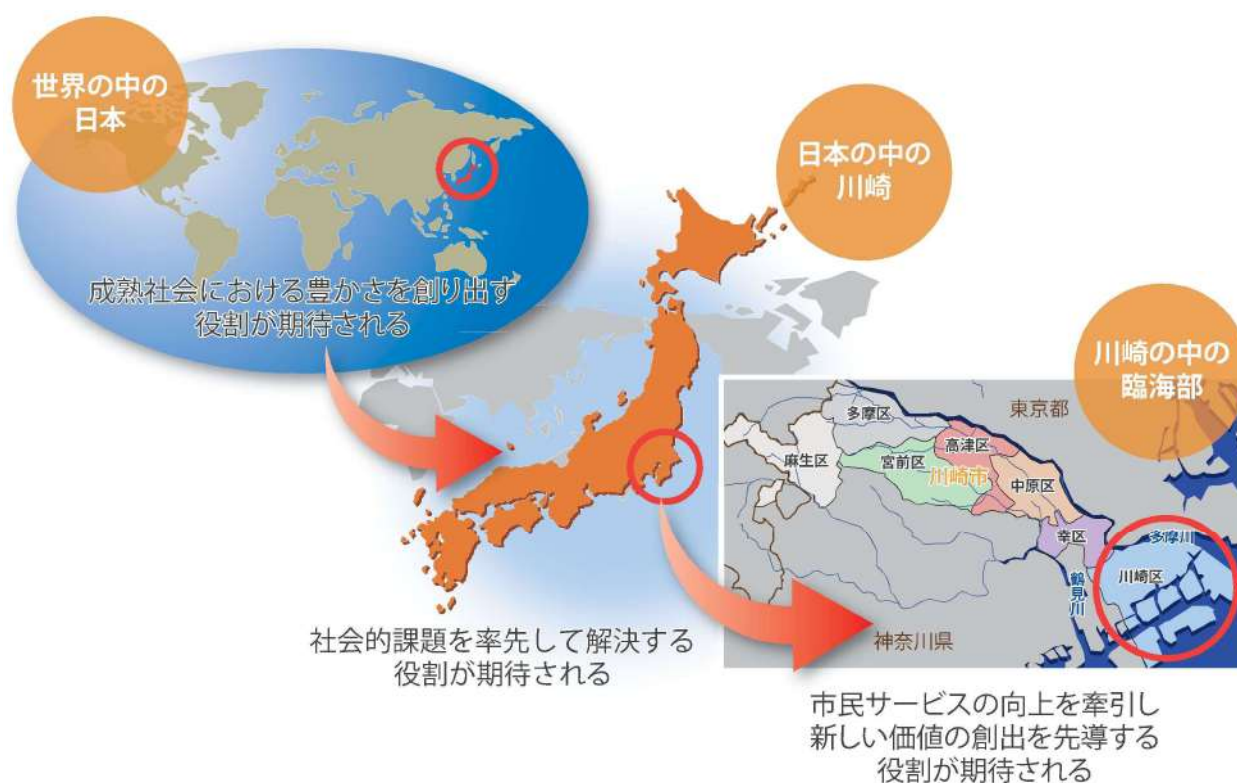 世界の中の
日本
成熟社会における豊かさを創り出す
役割が期待される
日本の中の
川崎
社会的課題を率先して解決する
役割が期待される
川崎の中の
臨海部
東京都
多摩区
高津区
麻生区
宮前区
川崎市
中原区
幸区
多摩川
川崎区
鶴見川
神奈川県
市民サービスの向上を牽引し
新しい価値の創出を先導する
役割が期待される